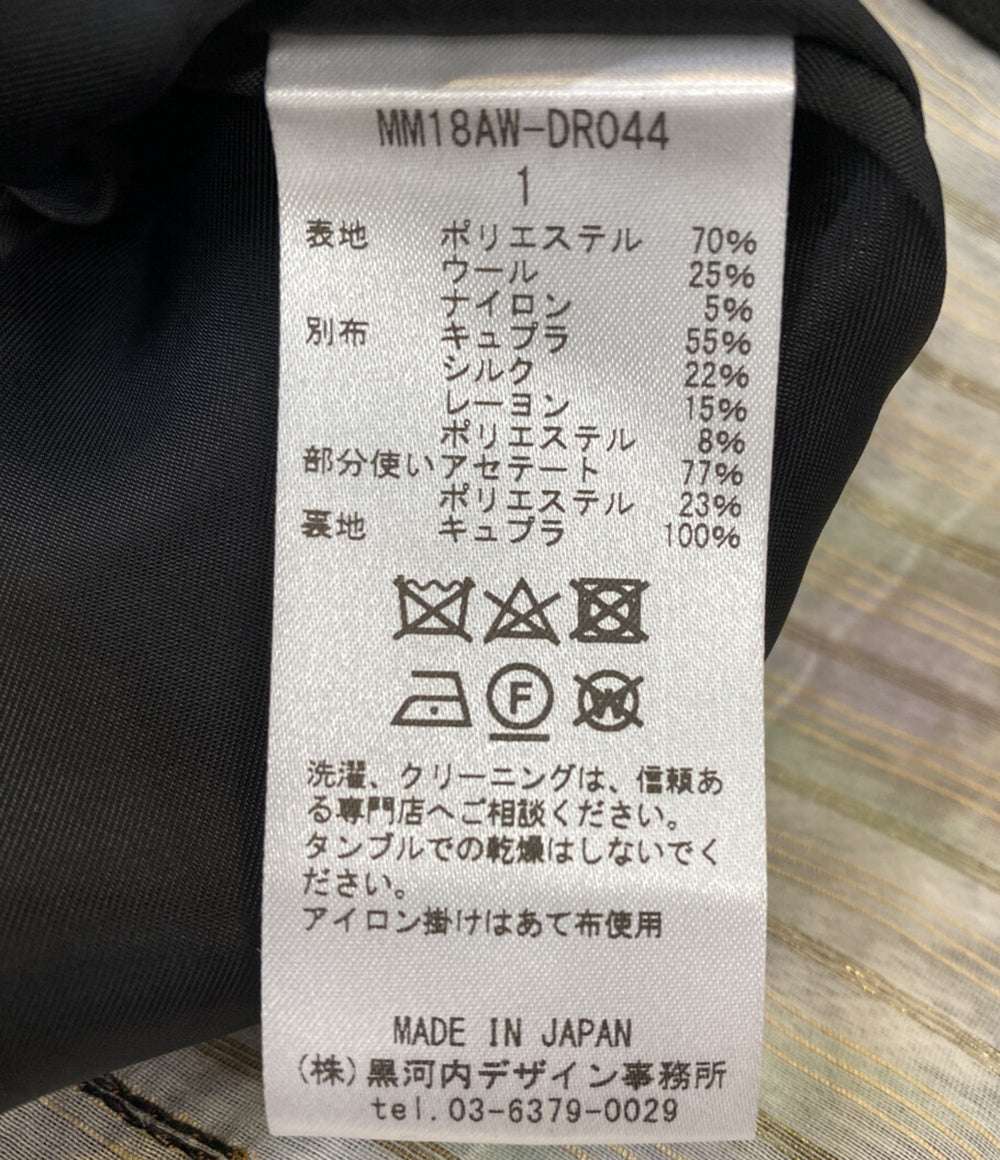 MM18AW-DR044
1
表地 ポリエステル 70%
ウール 25%
ナイロン 5%
別布 キュプラ 55%
シルク 22%
レーヨン 15%
ポリエステル 8%
部分使い アセテート 77%
ポリエステル 23%
裏地 キュプラ 100%
F W
洗濯、クリーニングは、信頼あ
る専門店へご相談ください。
タンブルでの乾燥はしないでく
ださい。
アイロン掛けはあて布使用
MADE IN JAPAN
(株)黒河内デザイン事務所
tel.03-6379-0029